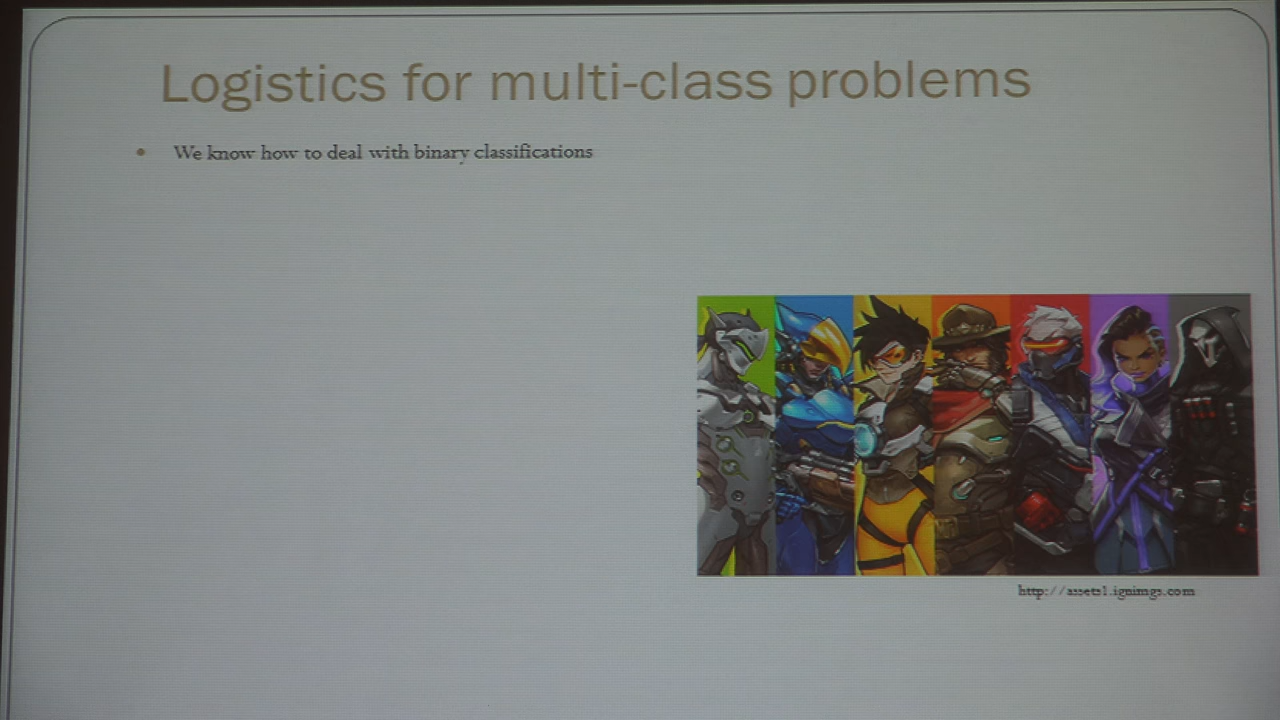 Logistics for multi-class problems
We know how to deal with binary classifications
http://assets1.ignimgs.com